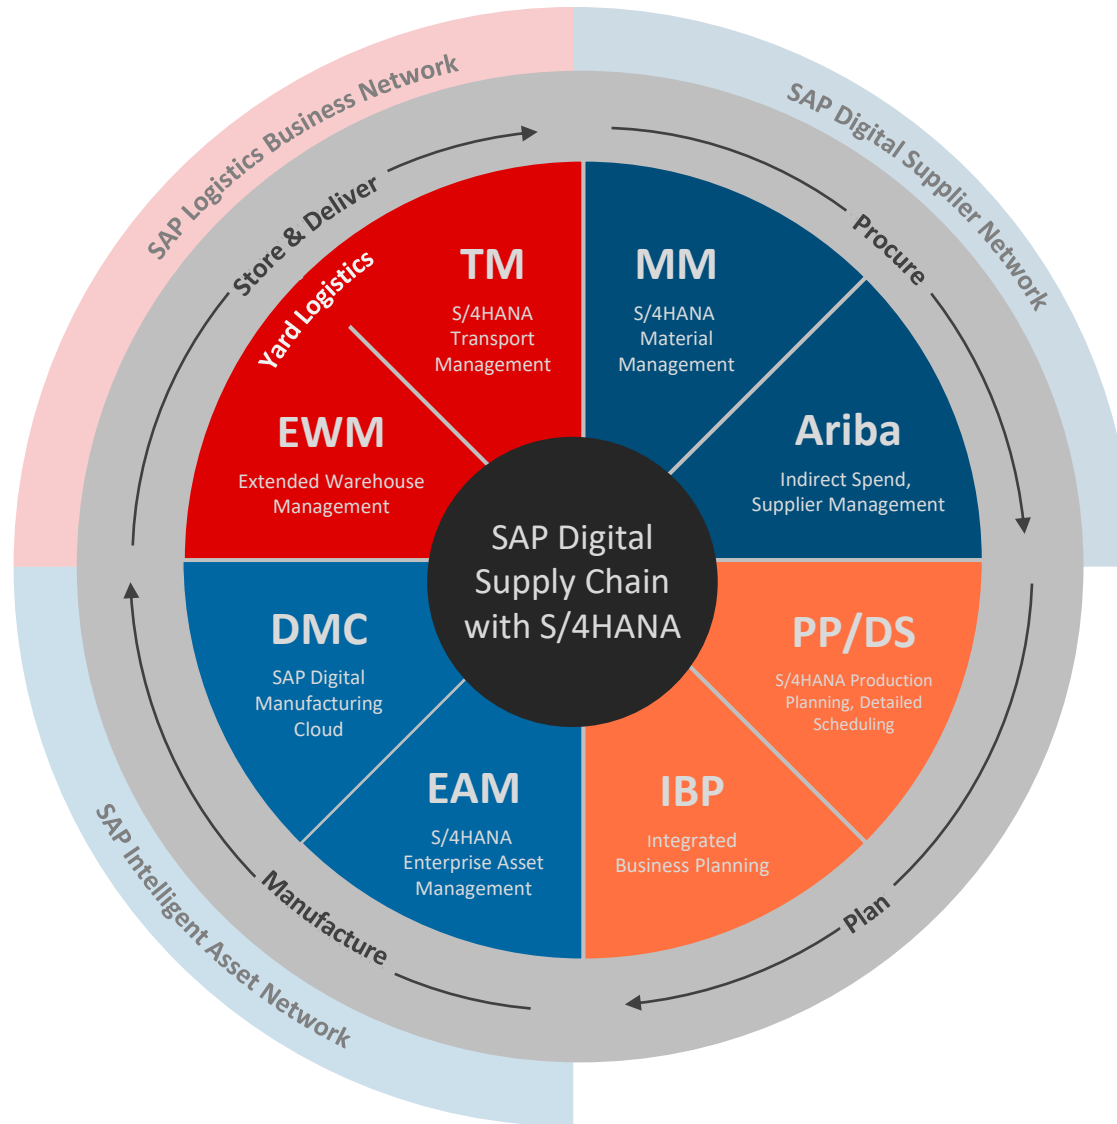 SAP Logistics Business Network
SAP Digital Supplier Network
Store & Deliver
Procure
Yard Logistics
TM
S/4HANA
Transport
Management
MM
S/4HANA
Material
Management
EWM
Extended Warehouse
Management
Ariba
Indirect Spend,
Supplier Management
SAP Digital
Supply Chain
with S/4HANA
DMC
SAP Digital
Manufacturing
Cloud
PP/DS
S/4HANA Production
Planning, Detailed
Scheduling
EAM
S/4HANA
Enterprise Asset
Management
IBP
Integrated
Business Planning
Manufacture
Plan
SAP Intelligent Asset Network